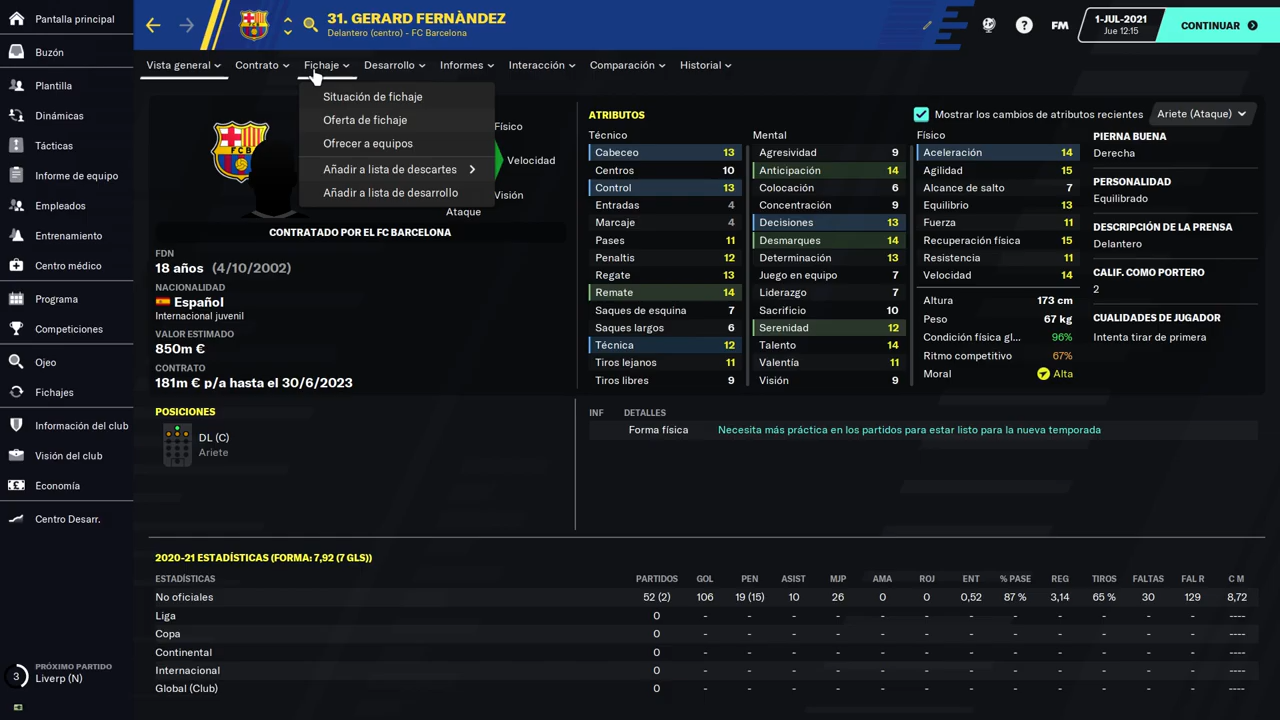 Pantalla principal
Buzón
Plantilla
Dinámicas
Tácticas
Informe de equipo
Empleados
Entrenamiento
Centro médico
Programa
Competiciones
Ojeo
Fichajes
Información del club
Visión del club
Economía
Centro Desarr.
3
PRÓXIMO PARTIDO
Liverp (N)
31. GERARD FERNÀNDEZ
Delantero (centro) - FC Barcelona
FM
1-JUL-2021
Jue 12:15
CONTINUAR
Vista general Contrato Fichaje Desarrollo Informes Interacción Comparación Historial
Situación de fichaje
Oferta de fichaje
Ofrecer a equipos
Añadir a lista de descartes
Añadir a lista de desarrollo
FCB
Físico
Velocidad
Visión
Ataque
CONTRATADO POR EL FC BARCELONA
FDN
18 años (4/10/2002)
NACIONALIDAD
Español
Internacional juvenil
VALOR ESTIMADO
850m €
CONTRATO
181m € p/a hasta el 30/6/2023
ATRIBUTOS
Mostrar los cambios de atributos recientes
Ariete (Ataque)
Técnico
Cabeceo 13
Centros 10
Control 13
Entradas 4
Marcaje 4
Pases 11
Penaltis 12
Regate 13
Remate 14
Saques de esquina 7
Saques largos 6
Técnica 12
Tiros lejanos 11
Tiros libres 9
Mental
Agresividad 9
Anticipación 14
Colocación 6
Concentración 9
Decisiones 13
Desmarques 14
Determinación 13
Juego en equipo 7
Liderazgo 7
Sacrificio 10
Serenidad 12
Talento 14
Valentía 11
Visión 9
Físico
Aceleración 14
Agilidad 15
Alcance de salto 7
Equilibrio 13
Fuerza 11
Recuperación física 15
Resistencia 11
Velocidad 14
Altura 173 cm
Peso 67 kg
Condición física gl... 96%
Ritmo competitivo 67%
Moral Alta
PIERNA BUENA
Derecha
PERSONALIDAD
Equilibrado
DESCRIPCIÓN DE LA PRENSA
Delantero
CALIF. COMO PORTERO
2
CUALIDADES DE JUGADOR
Intenta tirar de primera
POSICIONES
DL (C)
Ariete
INF DETALLES
Forma física Necesita más práctica en los partidos para estar listo para la nueva temporada
2020-21 ESTADÍSTICAS (FORMA: 7,92 (7 GLS))
ESTADÍSTICAS PARTIDOS GOL PEN ASIST MJP AMA ROJ ENT % PASE REG TIROS FALTAS FAL R C M
No oficiales 52 (2) 106 19 (15) 10 26 0 0 0,52 87 % 3,14 65 % 30 129 8,72
Liga 0 - - - - - - - - - - - - ----
Copa 0 - - - - - - - - - - - - ----
Continental 0 - - - - - - - - - - - - ----
Internacional 0 - - - - - - - - - - - - ----
Global (Club) 0 - - - - - - - - - - - - ----